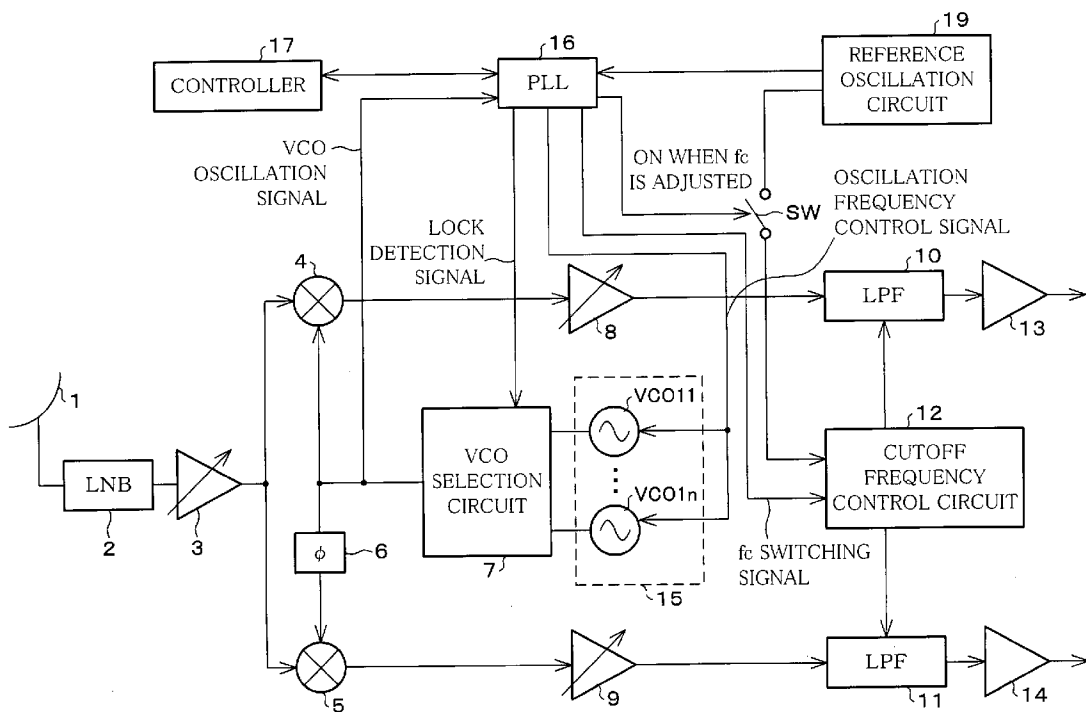 17
CONTROLLER
16
PLL
19
REFERENCE
OSCILLATION
CIRCUIT
VCO
OSCILLATION
SIGNAL
LOCK
DETECTION
SIGNAL
ON WHEN fc
IS ADJUSTED
SW
OSCILLATION
FREQUENCY
CONTROL SIGNAL
4
8
10
LPF
13
1
LNB
2
3
φ
6
VCO
SELECTION
CIRCUIT
7
VCO11
VCO1n
15
12
CUTOFF
FREQUENCY
CONTROL CIRCUIT
fc SWITCHING
SIGNAL
5
9
LPF
11
14